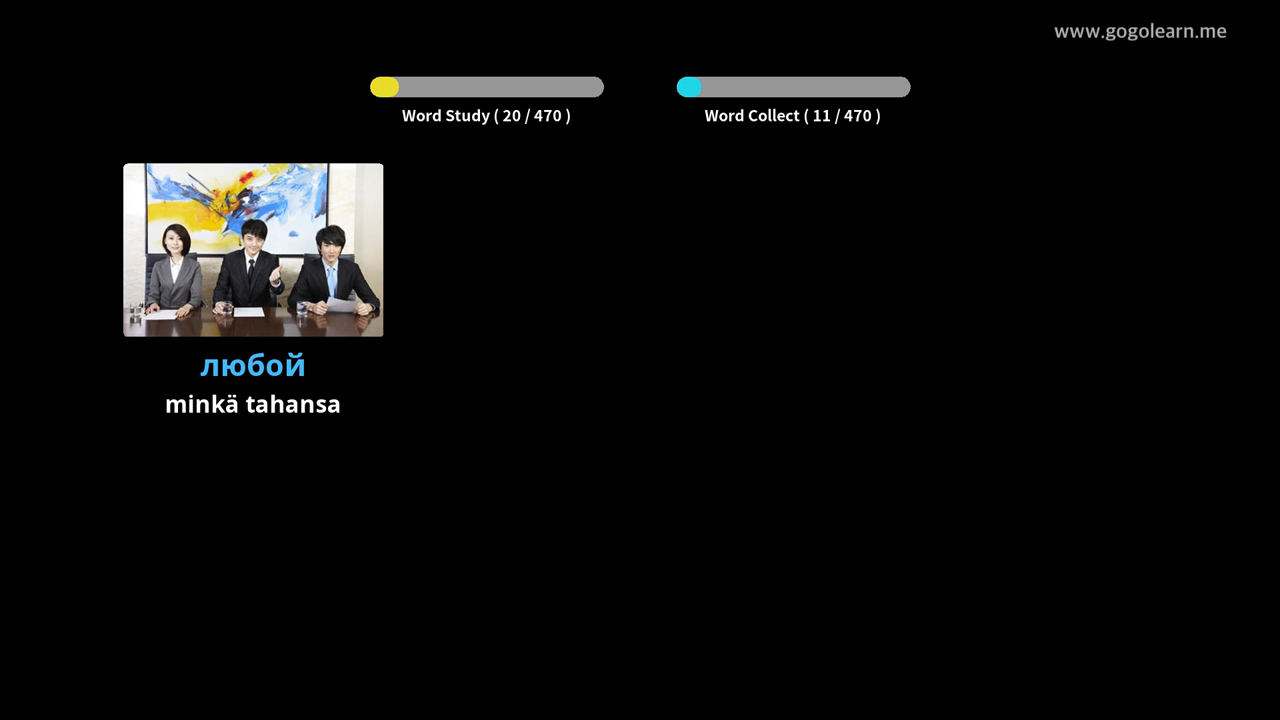 www.gogolearn.me
Word Study ( 20 / 470 )
Word Collect ( 11 / 470 )
любой
minkä tahansa